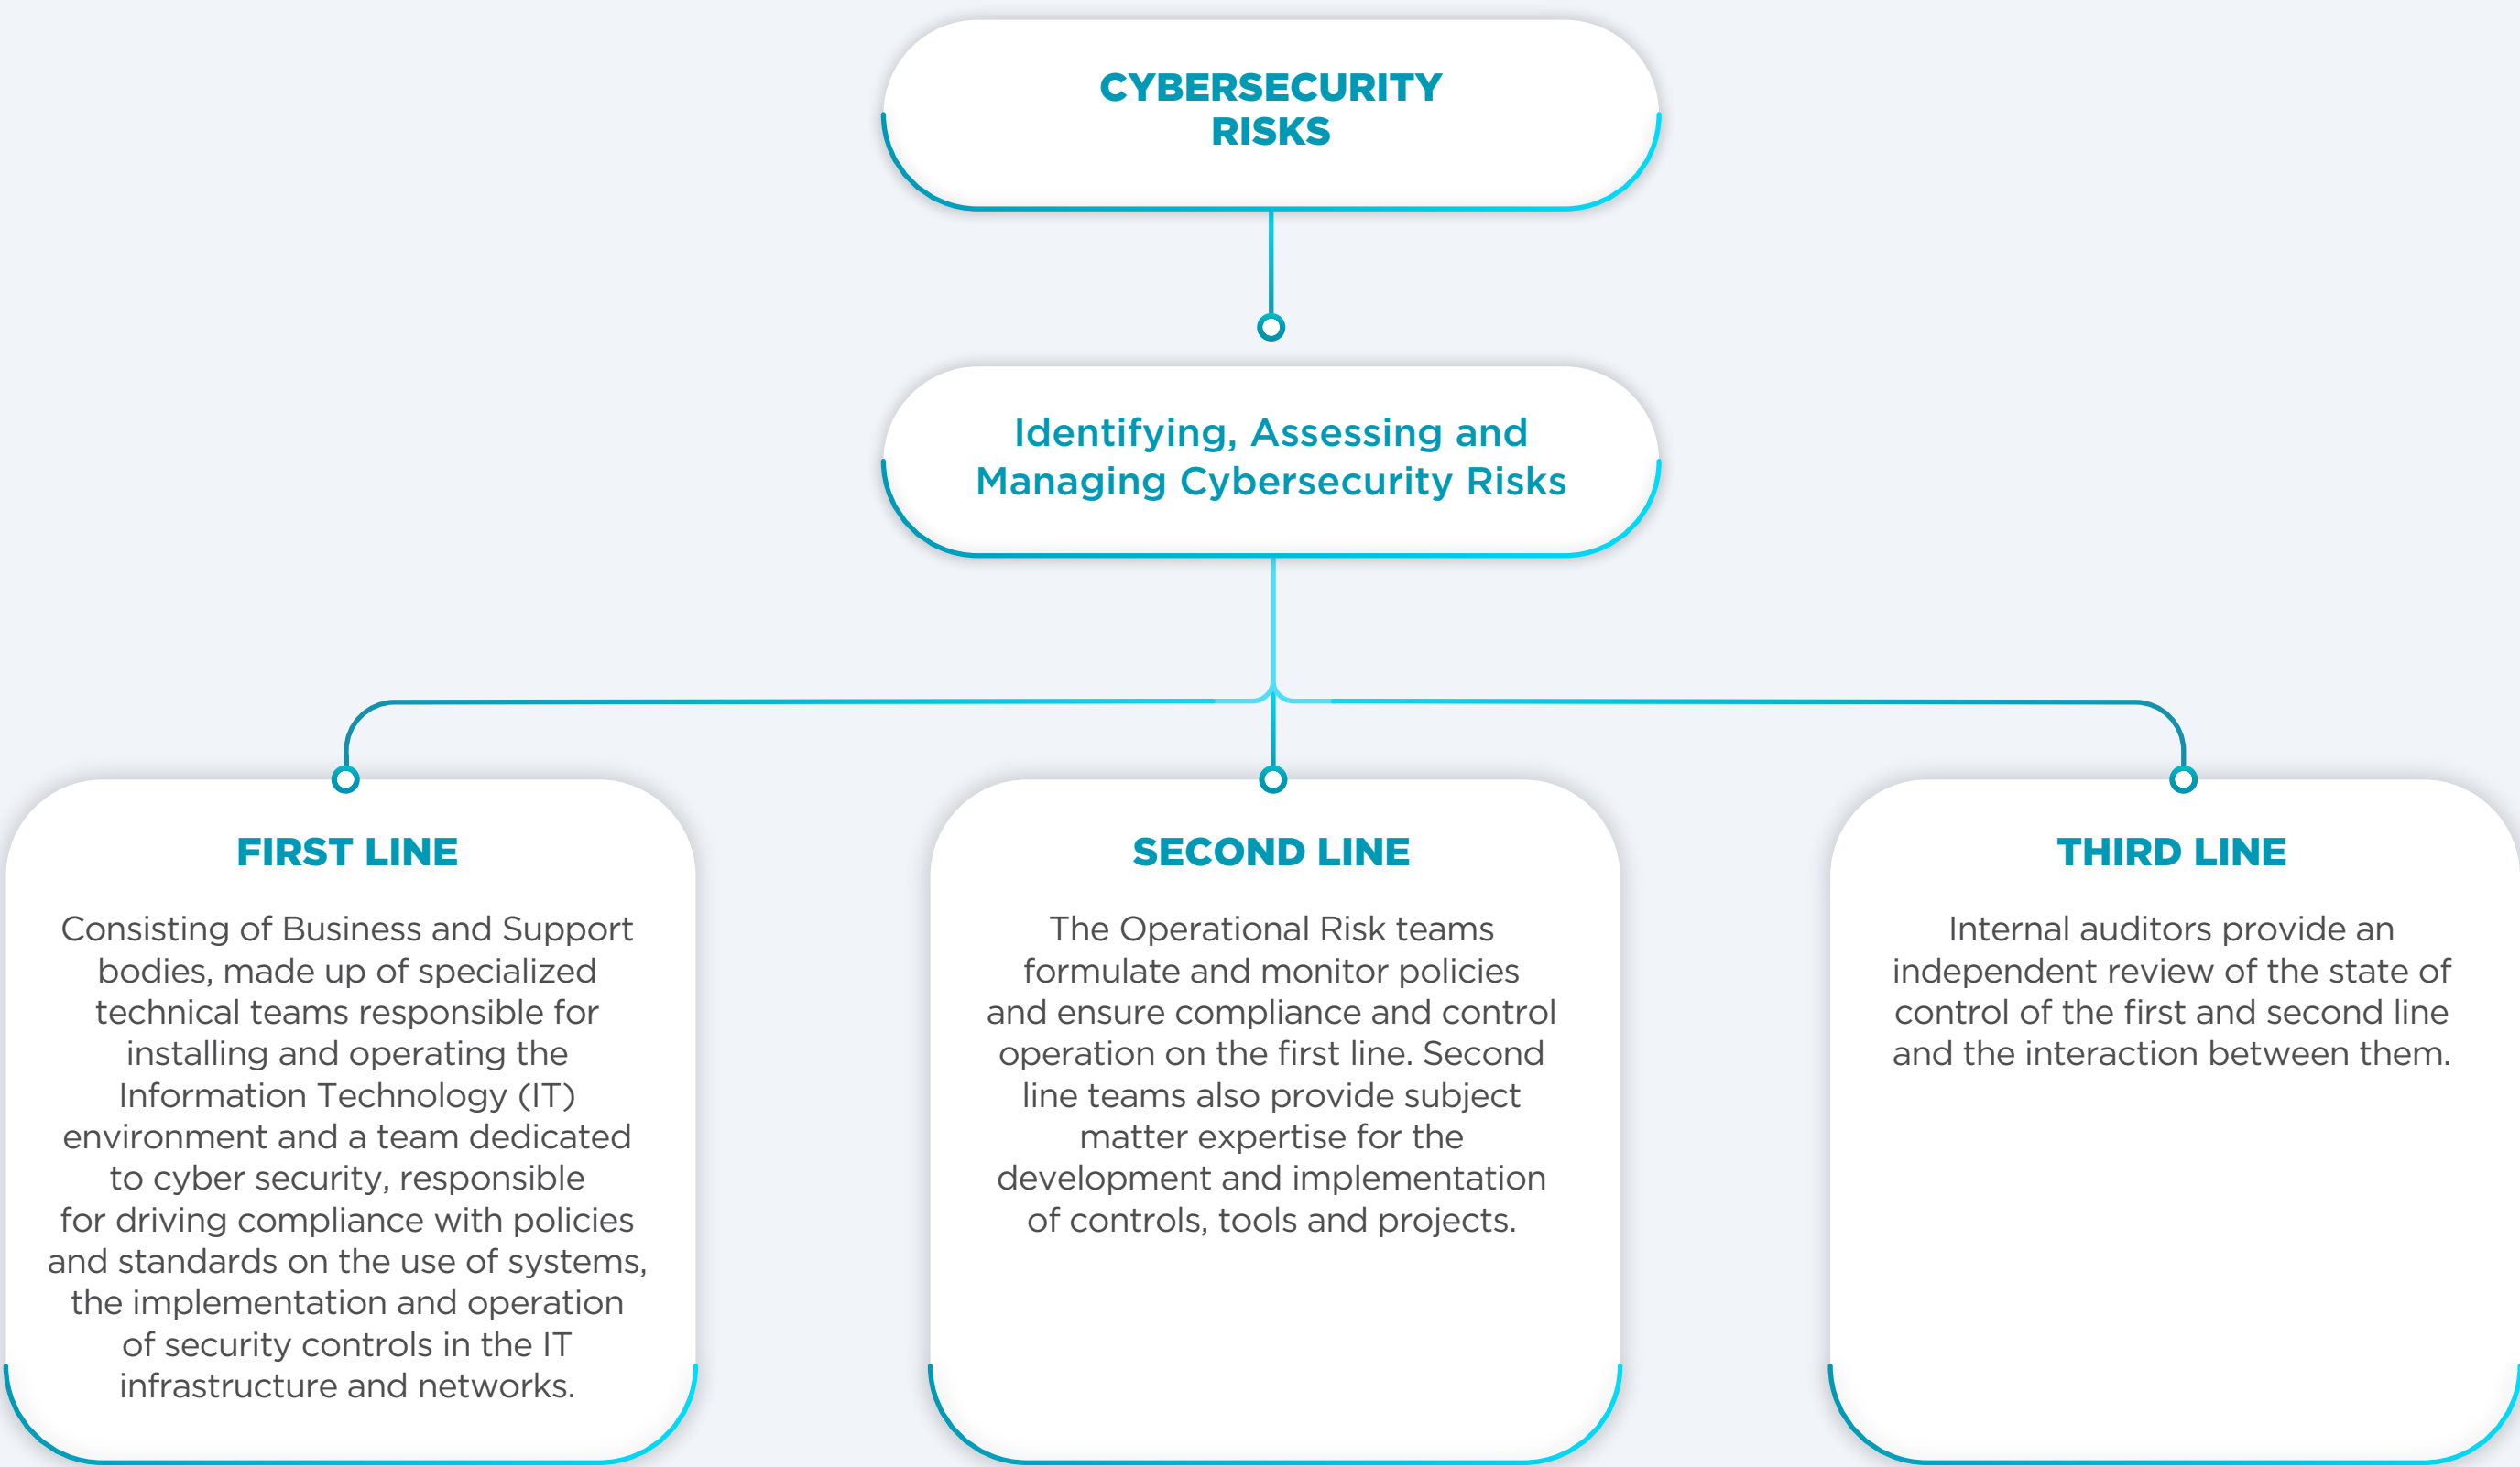 CYBERSECURITY
RISKS
Identifying, Assessing and
Managing Cybersecurity Risks
FIRST LINE
Consisting of Business and Support
bodies, made up of specialized
technical teams responsible for
installing and operating the
Information Technology (IT)
environment and a team dedicated
to cyber security, responsible
for driving compliance with policies
and standards on the use of systems,
the implementation and operation
of security controls in the IT
infrastructure and networks.
SECOND LINE
The Operational Risk teams
formulate and monitor policies
and ensure compliance and control
operation on the first line. Second
line teams also provide subject
matter expertise for the
development and implementation
of controls, tools and projects.
THIRD LINE
Internal auditors provide an
independent review of the state of
control of the first and second line
and the interaction between them.